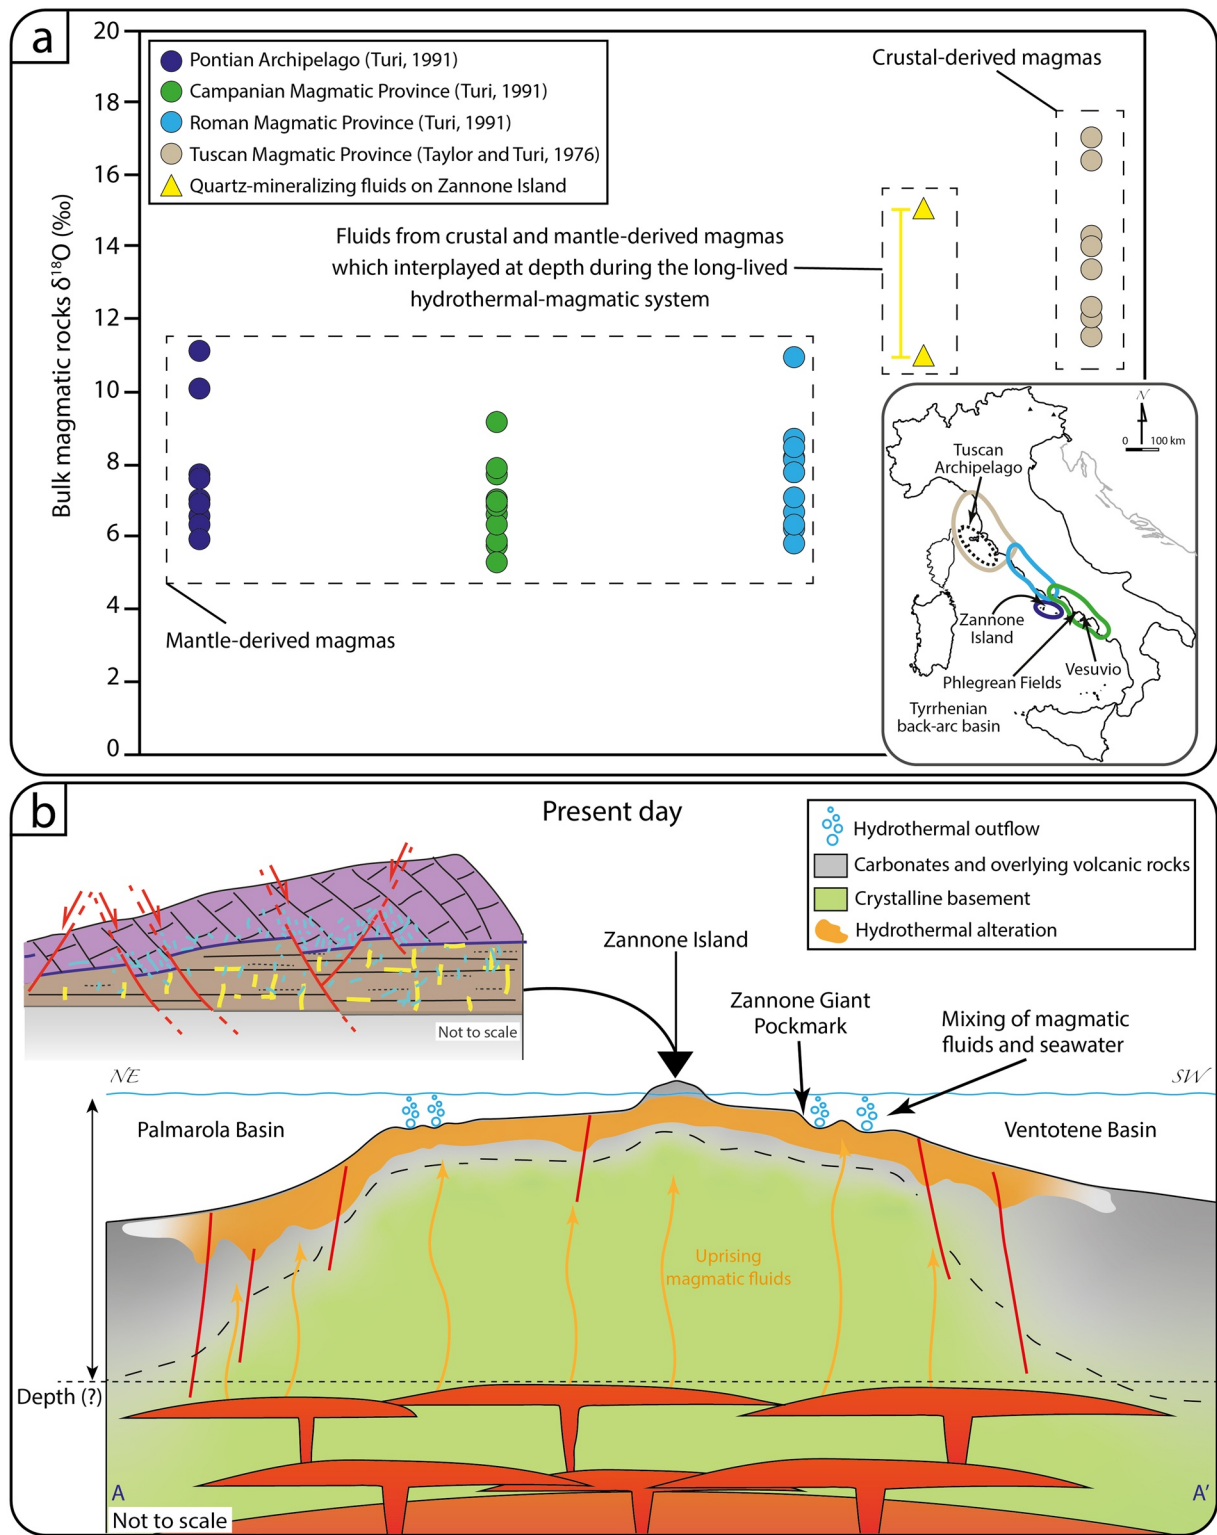 a
20
18
16
14
12
10
8
6
4
2
0
Bulk magmatic rocks δ¹⁸O (‰)
Pontian Archipelago (Turi, 1991)
Campanian Magmatic Province (Turi, 1991)
Roman Magmatic Province (Turi, 1991)
Tuscan Magmatic Province (Taylor and Turi, 1976)
Quartz-mineralizing fluids on Zannone Island
Crustal-derived magmas
Fluids from crustal and mantle-derived magmas
which interplayed at depth during the long-lived
hydrothermal-magmatic system
Mantle-derived magmas
N
0 100 km
Tuscan
Archipelago
Zannone
Island
Vesuvio
Phlegrean Fields
Tyrrhenian
back-arc basin
b
Present day
Hydrothermal outflow
Carbonates and overlying volcanic rocks
Crystalline basement
Hydrothermal alteration
Zannone Island
Zannone Giant
Pockmark
Mixing of magmatic
fluids and seawater
Not to scale
NE
SW
Palmarola Basin
Ventotene Basin
Uprising
magmatic fluids
Depth (?)
A
A'
Not to scale